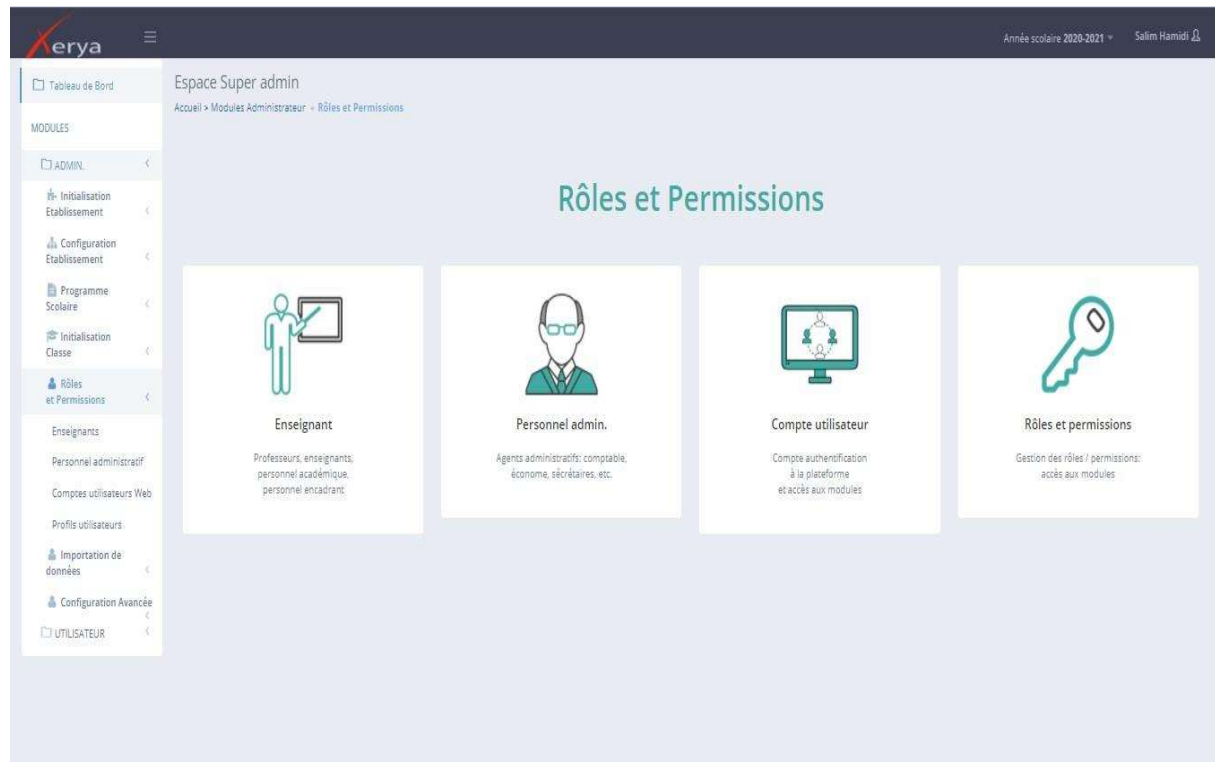 Xerya
Année scolaire 2020-2021
Salim Hamidi
Tableau de Bord
MODULES
ADMIN.
Initialisation
Etablissement
Configuration
Etablissement
Programme
Scolaire
Initialisation
Classe
Rôles
et Permissions
Enseignants
Personnel administratif
Comptes utilisateurs Web
Profils utilisateurs
Importation de
données
Configuration Avancée
UTILISATEUR
Espace Super admin
Accueil > Modules Administrateur » Rôles et Permissions
Rôles et Permissions
Enseignant
Professeurs, enseignants,
personnel académique,
personnel encadrant
Personnel admin.
Agents administratifs: comptable,
économe, sécrétaires, etc.
Compte utilisateur
Compte authentification
à la plateforme
et accès aux modules
Rôles et permissions
Gestion des rôles / permissions:
accès aux modules